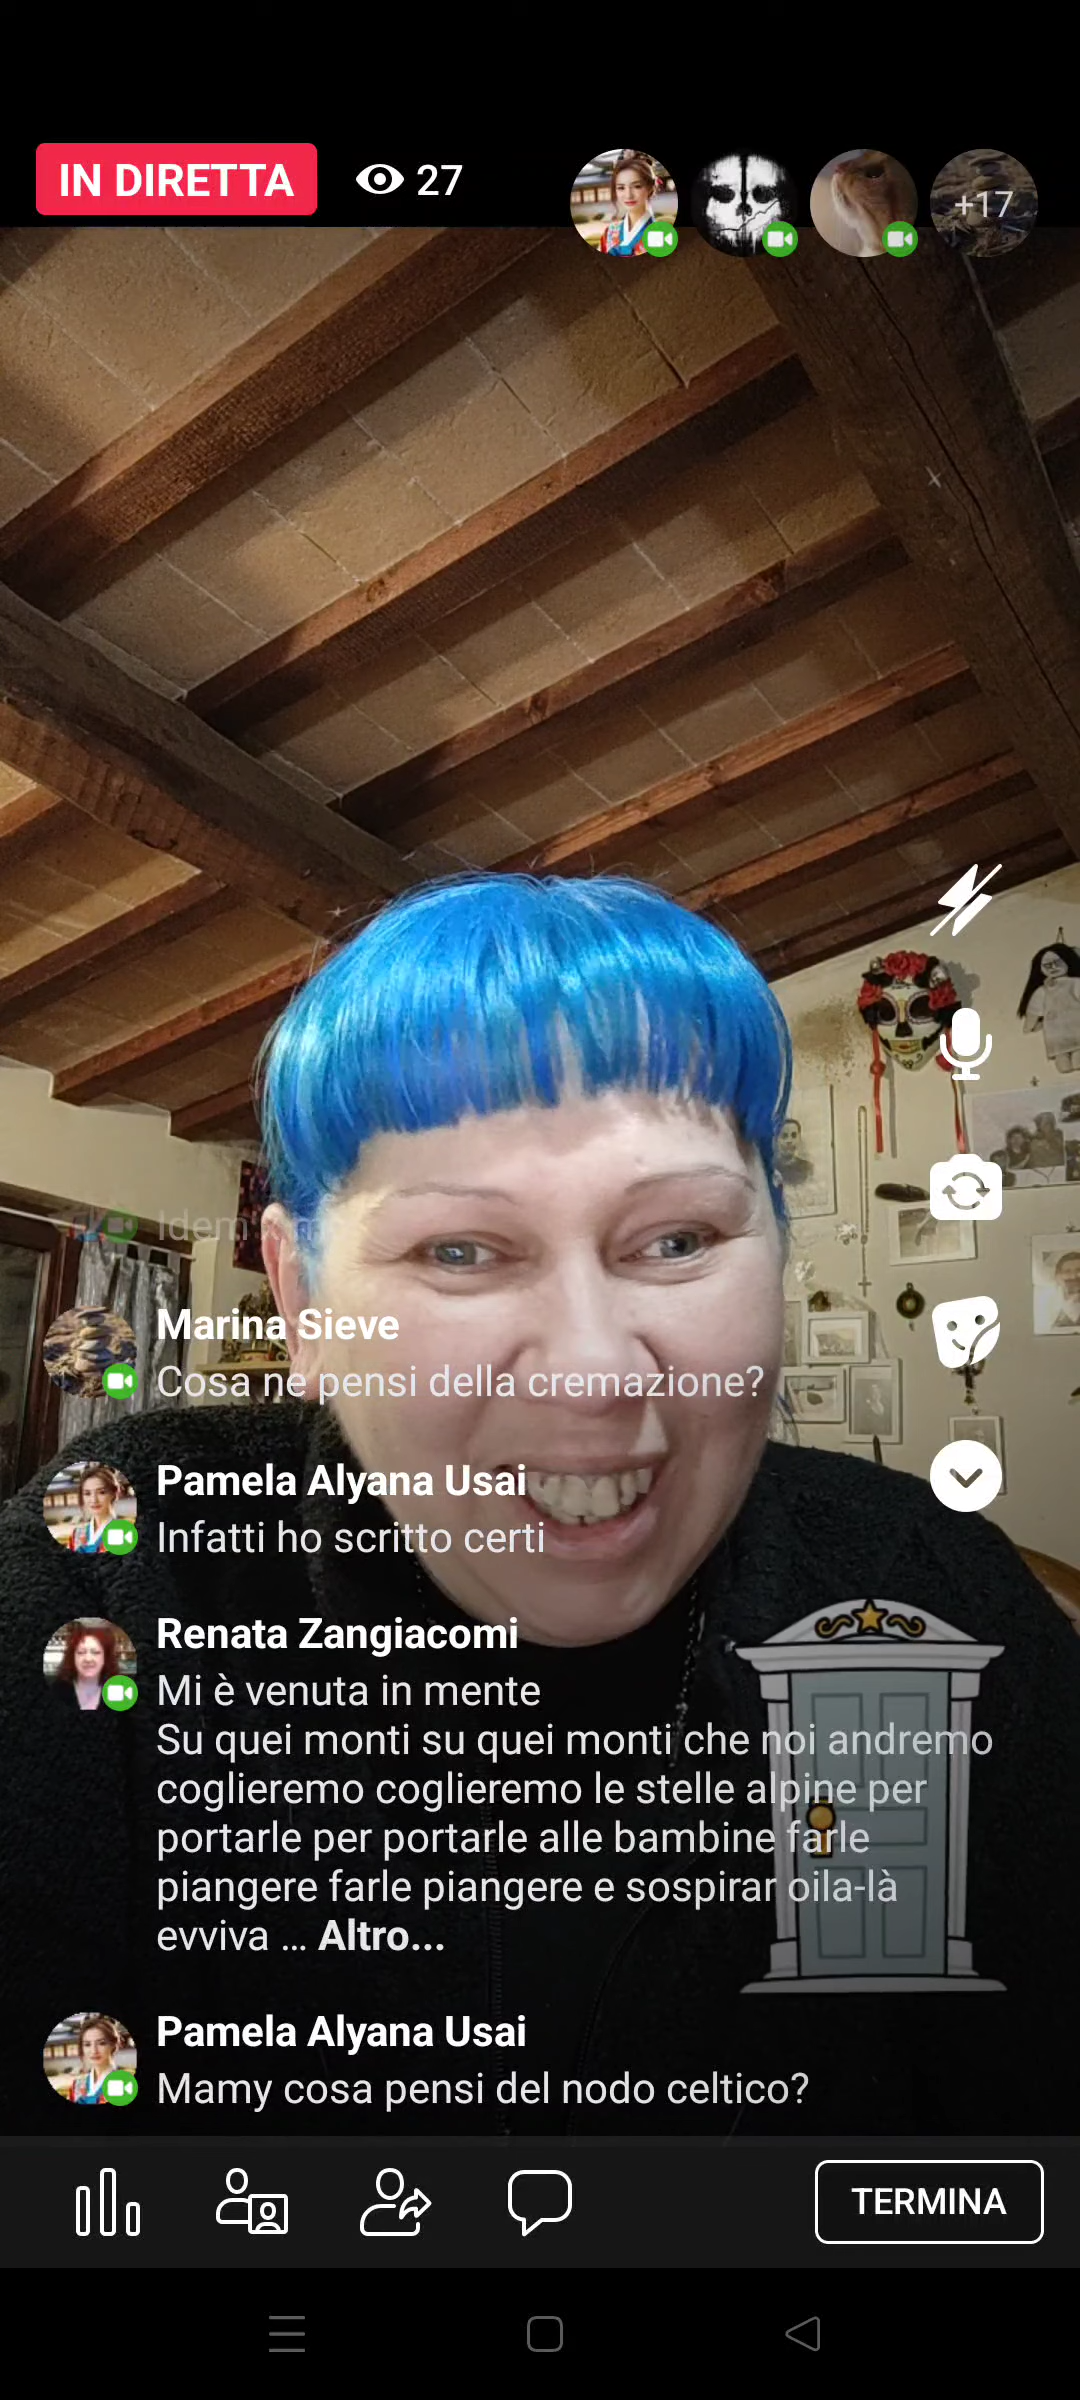 IN DIRETTA
27
+17
Marina Sieve
Cosa ne pensi della cremazione?
Pamela Alyana Usai
Infatti ho scritto certi
Renata Zangiacomi
Mi è venuta in mente
Su quei monti su quei monti che noi andremo
coglieremo coglieremo le stelle alpine per
portarle per portarle alle bambine farle
piangere farle piangere e sospirar oila-là
evviva ... Altro...
Pamela Alyana Usai
Mamy cosa pensi del nodo celtico?
TERMINA